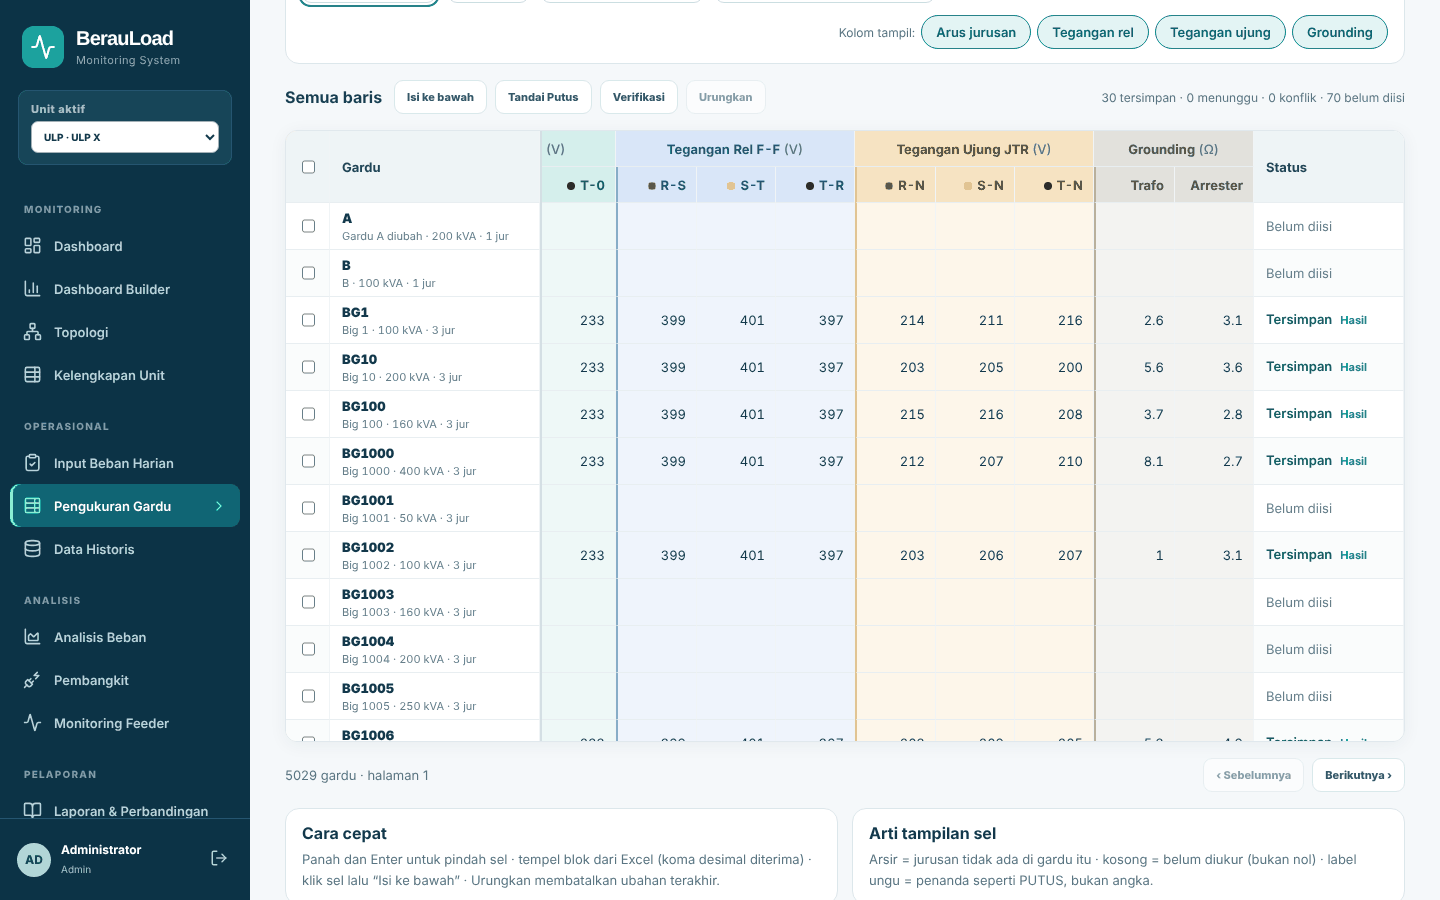 BerauLoad
Monitoring System
Unit aktif
ULP · ULP X
MONITORING
Dashboard
Dashboard Builder
Topologi
Kelengkapan Unit
OPERASIONAL
Input Beban Harian
Pengukuran Gardu
Data Historis
ANALISIS
Analisis Beban
Pembangkit
Monitoring Feeder
PELAPORAN
Laporan & Perbandingan
AD
Administrator
Admin
Kolom tampil: Arus jurusan Tegangan rel Tegangan ujung Grounding
Semua baris Isi ke bawah Tandai Putus Verifikasi Urungkan 30 tersimpan · 0 menunggu · 0 konflik · 70 belum diisi
Gardu (V) Tegangan Rel F-F (V) Tegangan Ujung JTR (V) Grounding (Ω) Status
T-0 R-S S-T T-R R-N S-N T-N Trafo Arrester
A
Gardu A diubah · 200 kVA · 1 jur
Belum diisi
B
B · 100 kVA · 1 jur
Belum diisi
BG1
Big 1 · 100 kVA · 3 jur
233 399 401 397 214 211 216 2.6 3.1 Tersimpan Hasil
BG10
Big 10 · 200 kVA · 3 jur
233 399 401 397 203 205 200 5.6 3.6 Tersimpan Hasil
BG100
Big 100 · 160 kVA · 3 jur
233 399 401 397 215 216 208 3.7 2.8 Tersimpan Hasil
BG1000
Big 1000 · 400 kVA · 3 jur
233 399 401 397 212 207 210 8.1 2.7 Tersimpan Hasil
BG1001
Big 1001 · 50 kVA · 3 jur
Belum diisi
BG1002
Big 1002 · 100 kVA · 3 jur
233 399 401 397 203 206 207 1 3.1 Tersimpan Hasil
BG1003
Big 1003 · 160 kVA · 3 jur
Belum diisi
BG1004
Big 1004 · 200 kVA · 3 jur
Belum diisi
BG1005
Big 1005 · 250 kVA · 3 jur
Belum diisi
BG1006
5029 gardu · halaman 1 ‹ Sebelumnya Berikutnya ›
Cara cepat
Panah dan Enter untuk pindah sel · tempel blok dari Excel (koma desimal diterima) ·
klik sel lalu “Isi ke bawah” · Urungkan membatalkan ubahan terakhir.
Arti tampilan sel
Arsir = jurusan tidak ada di gardu itu · kosong = belum diukur (bukan nol) · label
ungu = penanda seperti PUTUS, bukan angka.